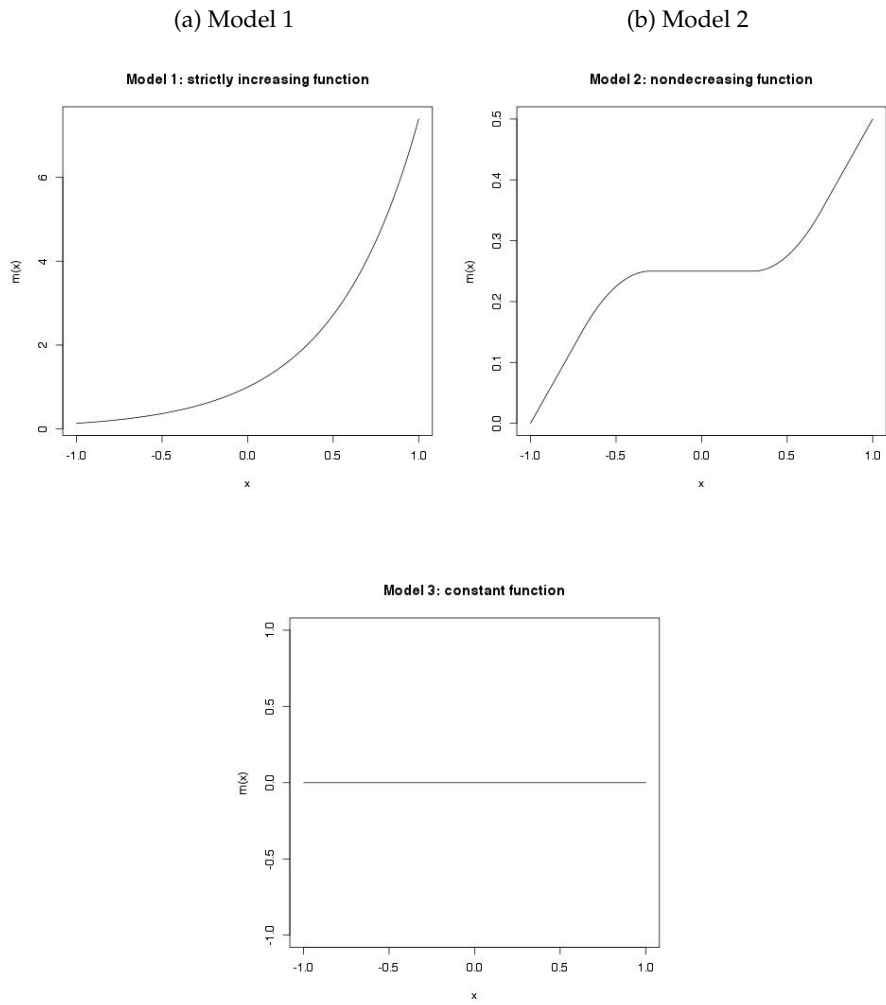 (a) Model 1
(b) Model 2
Model 1: strictly increasing function
m(x)
6
4
2
0
-1.0 -0.5 0.0 0.5 1.0
x
Model 2: nondecreasing function
m(x)
0.5
0.4
0.3
0.2
0.1
0.0
-1.0 -0.5 0.0 0.5 1.0
x
Model 3: constant function
m(x)
1.0
0.5
0.0
-0.5
-1.0
-1.0 -0.5 0.0 0.5 1.0
x